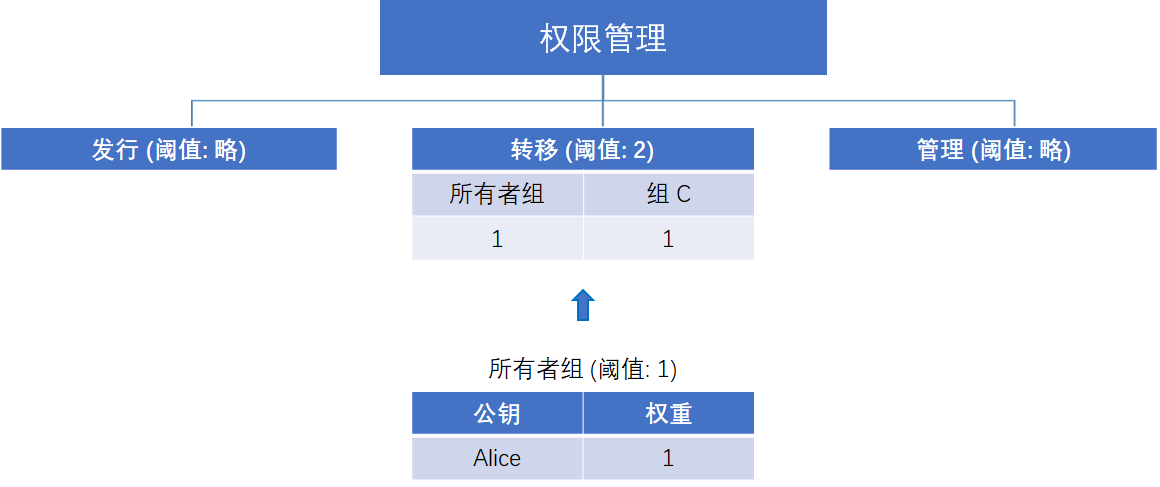 权限管理
发行 (阈值: 略)
转移 (阈值: 2)
管理 (阈值: 略)
所有者组 组 C
1 1
所有者组 (阈值: 1)
公钥 权重
Alice 1